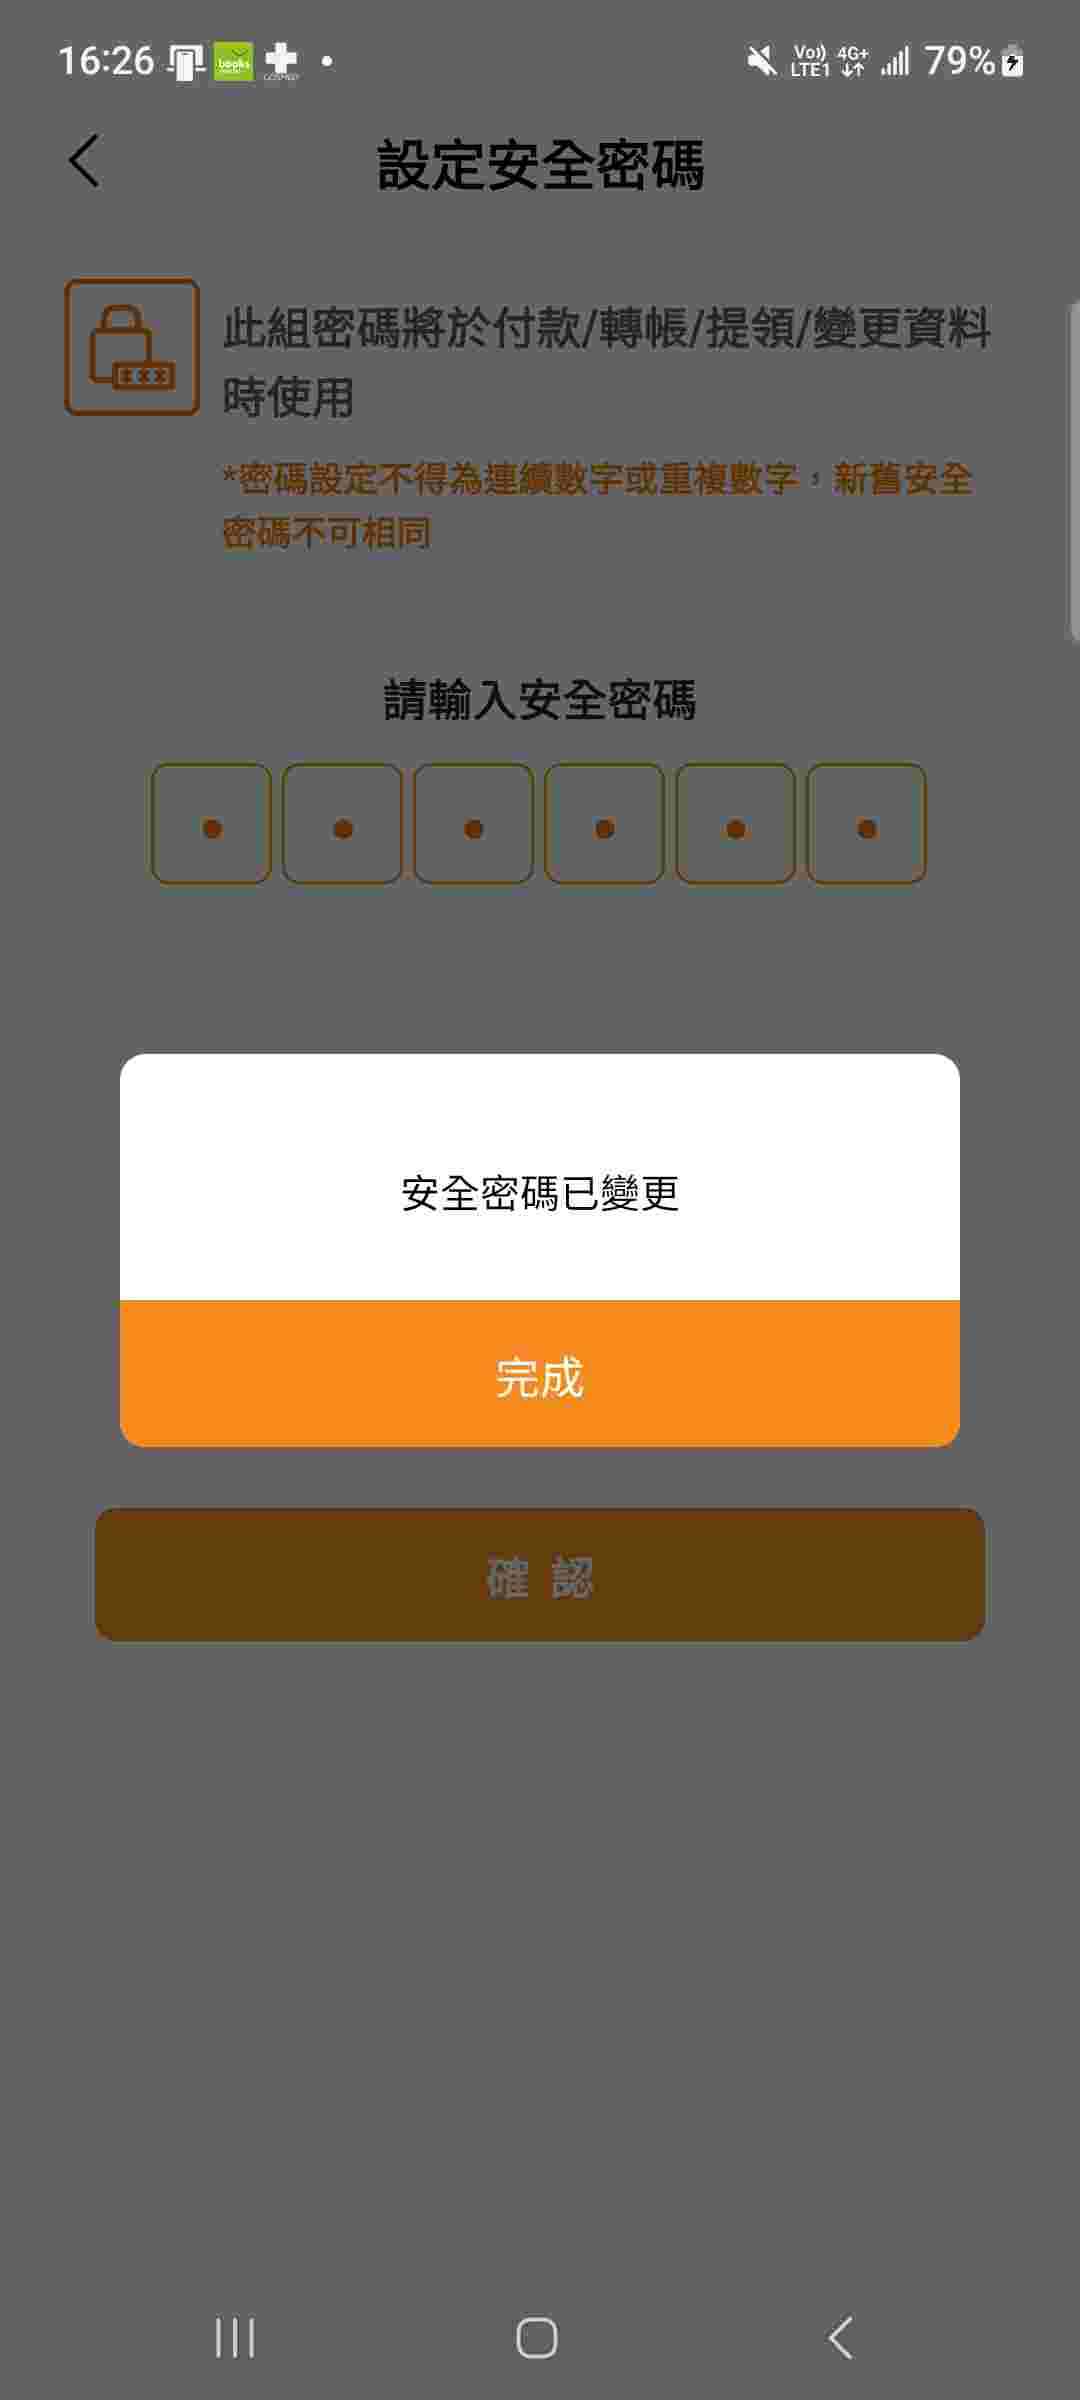 16:26 books COSMED Vo)) LTE1 4G+ 79%
設定安全密碼
此組密碼將於付款/轉帳/提領/變更資料
時使用
*密碼設定不得為連續數字或重複數字，新舊安全
密碼不可相同
請輸入安全密碼
安全密碼已變更
完成
確認